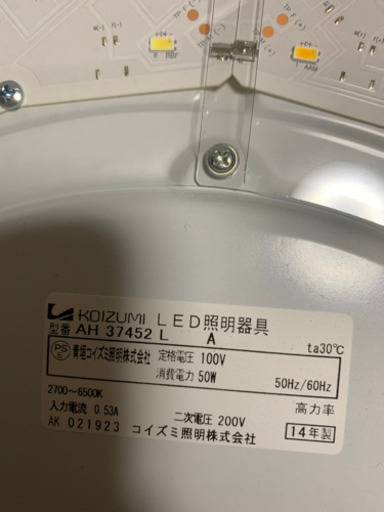 KOIZUMI LED照明器具
型番 AH 37452 L A
ta30℃
PS E 青垣コイズミ照明株式会社 定格電圧 100V
消費電力 50W 50Hz/60Hz
2700～6500K
入力電流 0.53A 二次電圧 200V 高力率
AK 021923 コイズミ照明株式会社 14年製